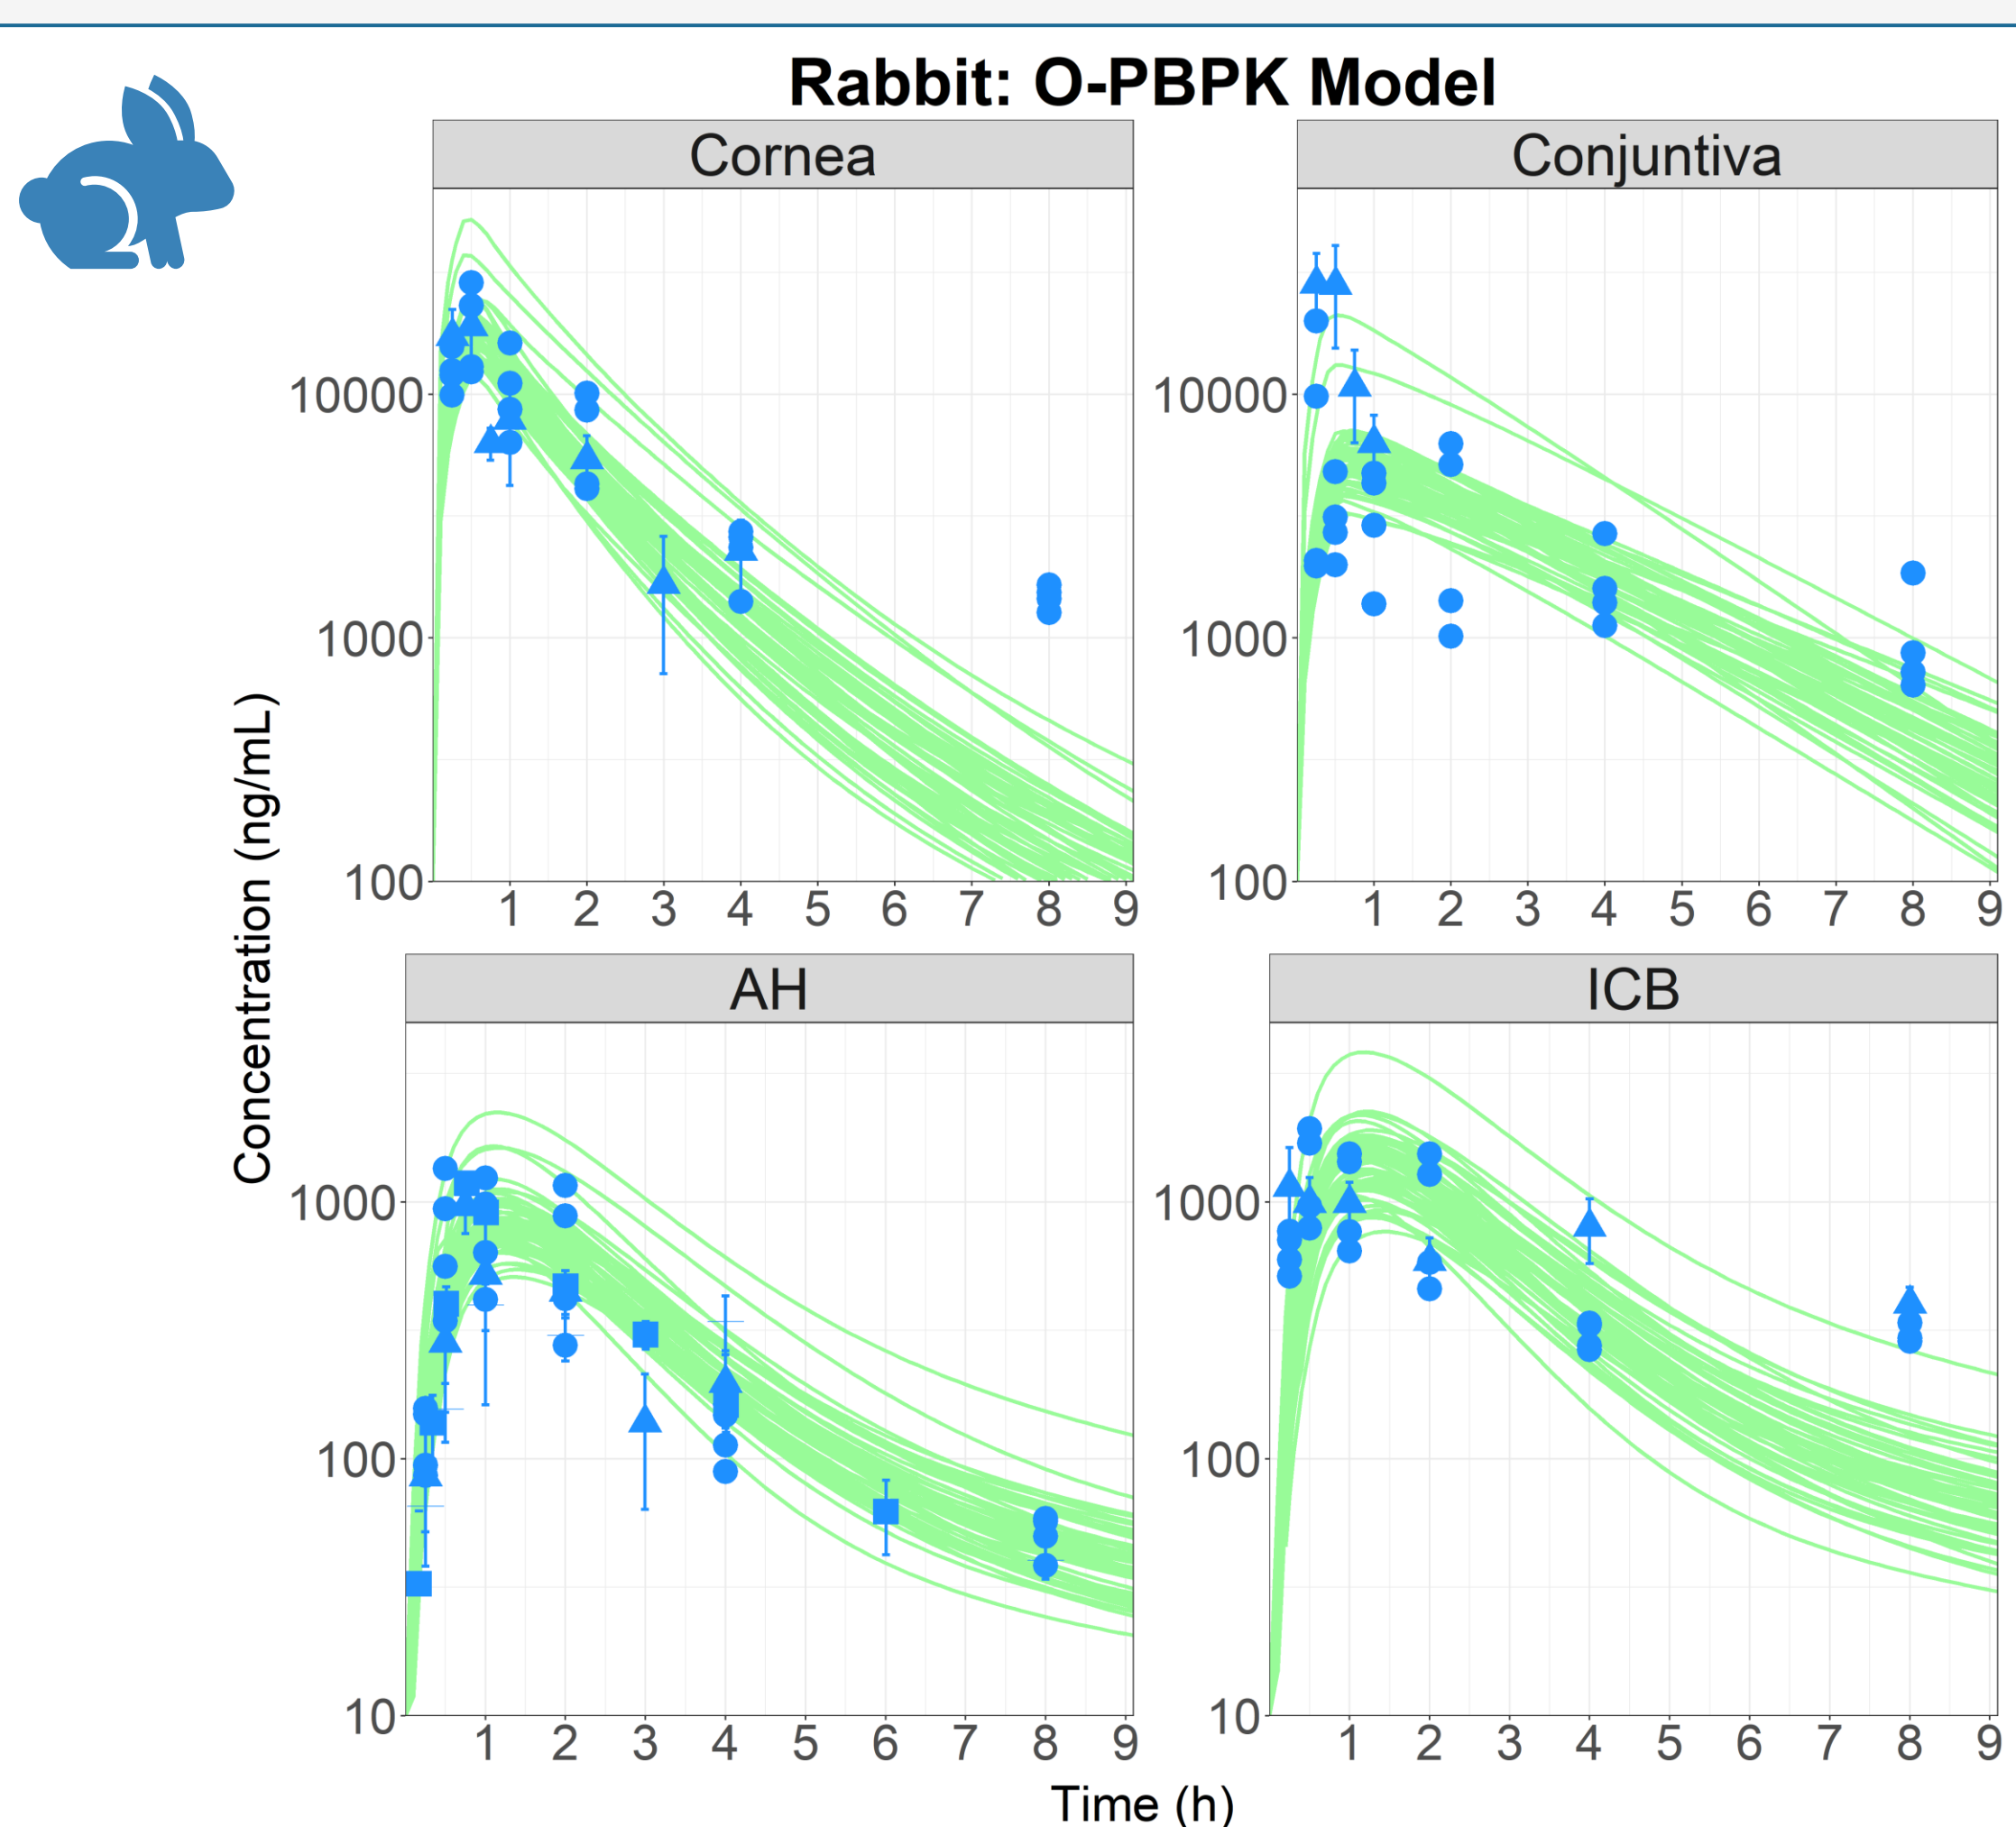 Rabbit: O-PBPK Model
Cornea
Conjuntiva
10000
1000
100
1 2 3 4 5 6 7 8 9
10000
1000
100
1 2 3 4 5 6 7 8 9
Concentration (ng/mL)
AH
ICB
1000
100
10
1 2 3 4 5 6 7 8 9
1000
100
10
1 2 3 4 5 6 7 8 9
Time (h)